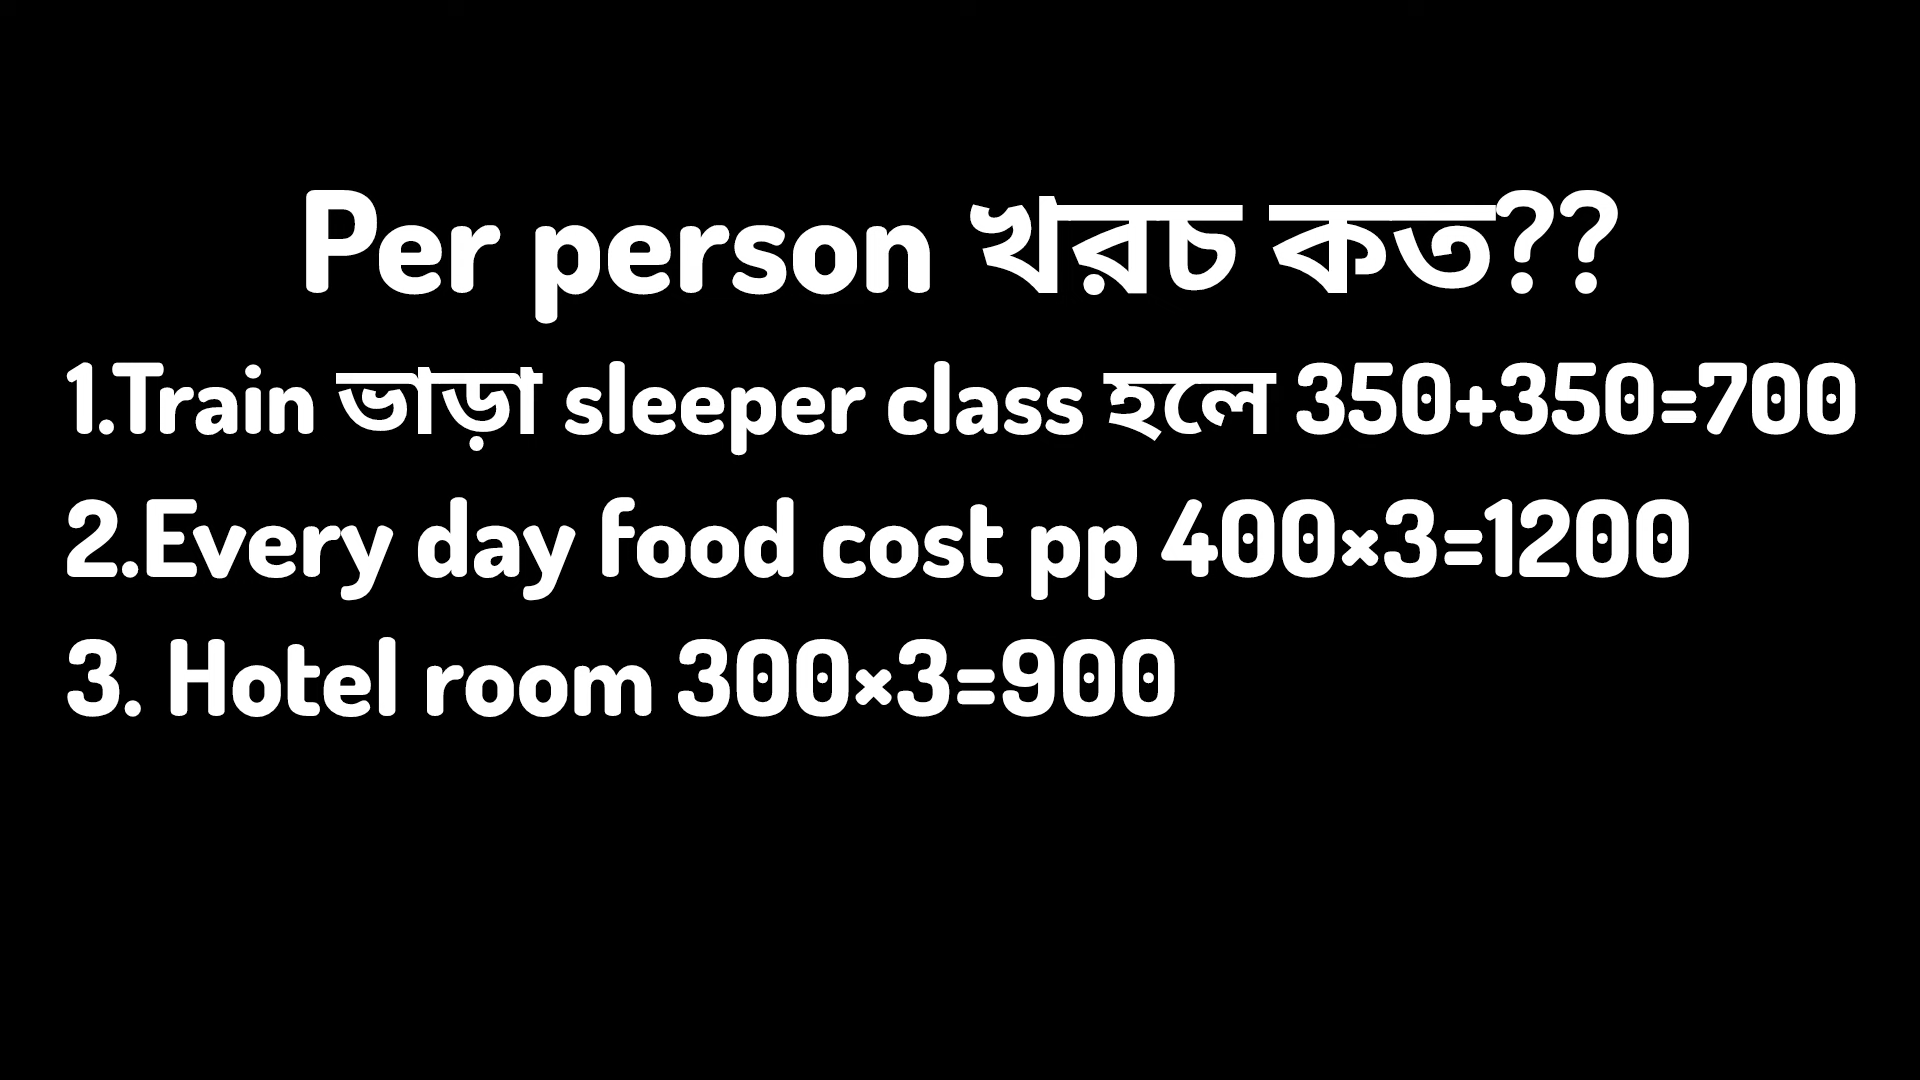 Per person খরচ কত??
1.Train ভাড়া sleeper class হলে 350+350=700
2.Every day food cost pp 400×3=1200
3. Hotel room 300×3=900